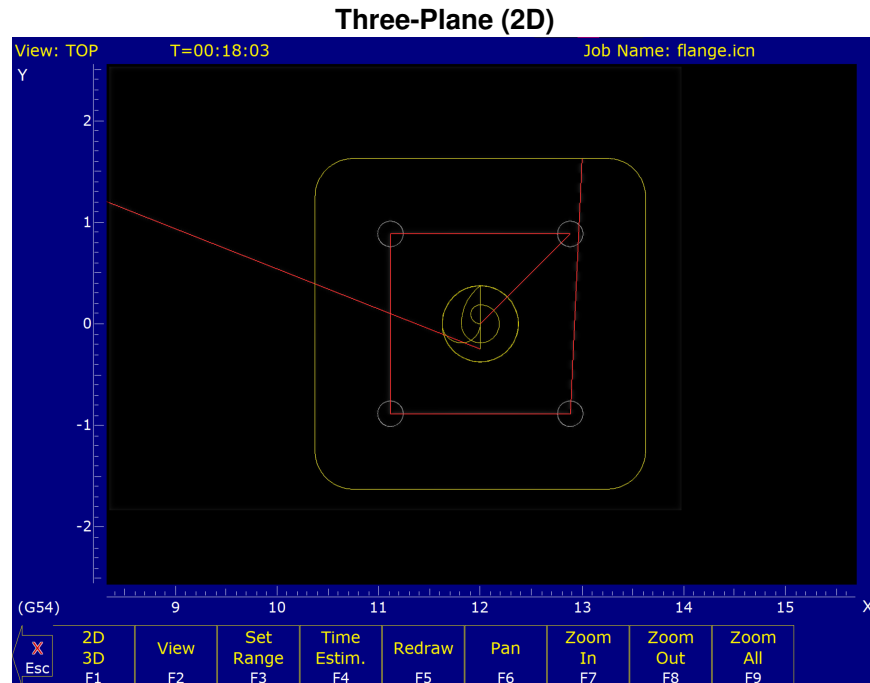 Three-Plane (2D)
View: TOP T=00:18:03 Job Name: flange.icn
Y
2
1
0
-1
-2
(G54) 9 10 11 12 13 14 15 X
X Esc
2D 3D F1
View F2
Set Range F3
Time Estim. F4
Redraw F5
Pan F6
Zoom In F7
Zoom Out F8
Zoom All F9